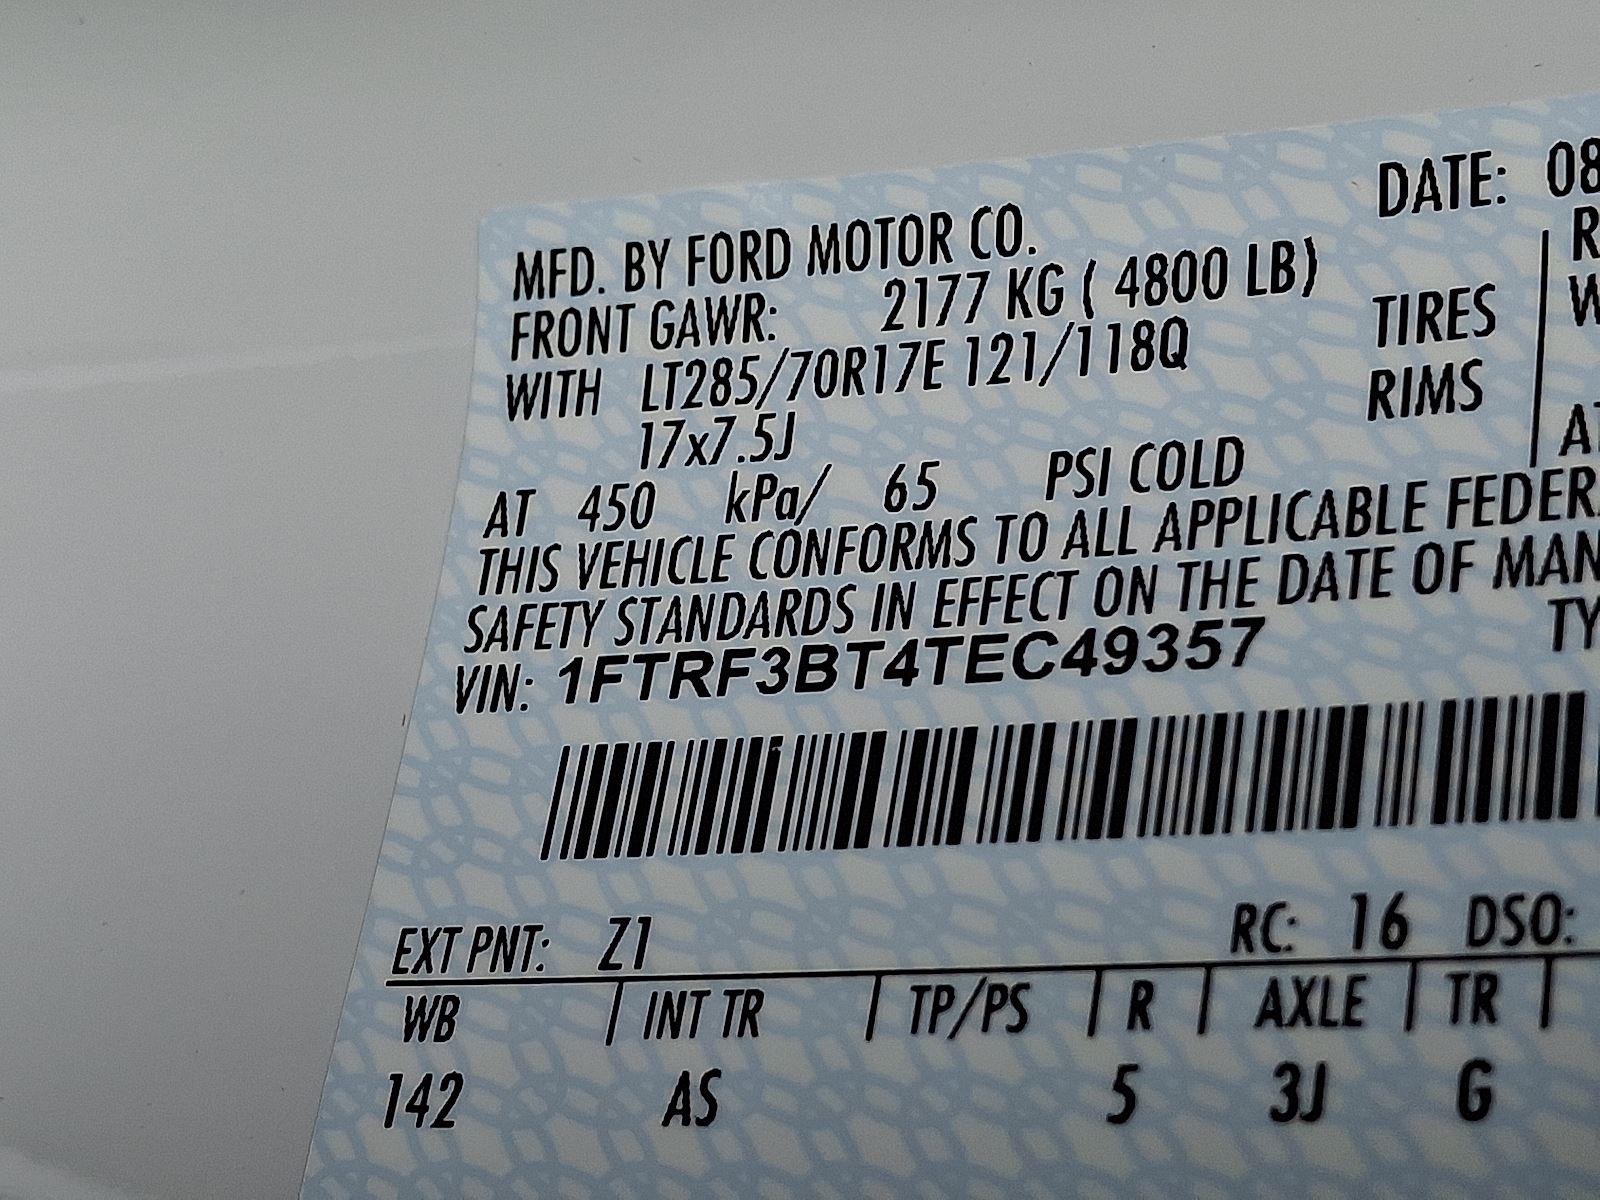 DATE: 08
MFD. BY FORD MOTOR CO.
FRONT GAWR: 2177 KG ( 4800 LB)
WITH LT285/70R17E 121/118Q TIRES
17x7.5J RIMS
AT 450 kPa/ 65 PSI COLD
THIS VEHICLE CONFORMS TO ALL APPLICABLE FEDER
SAFETY STANDARDS IN EFFECT ON THE DATE OF MAN
VIN: 1FTRF3BT4TEC49357 TY
EXT PNT: Z1 RC: 16 DSO:
WB INT TR TP/PS R AXLE TR
142 AS 5 3J G